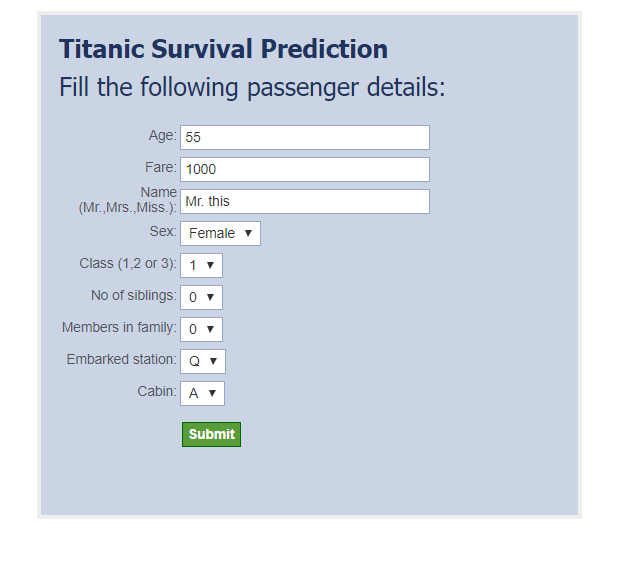 Titanic Survival Prediction
Fill the following passenger details:
Age: 55
Fare: 1000
Name
(Mr.,Mrs.,Miss.): Mr. this
Sex: Female
Class (1,2 or 3): 1
No of siblings: 0
Members in family: 0
Embarked station: Q
Cabin: A
Submit